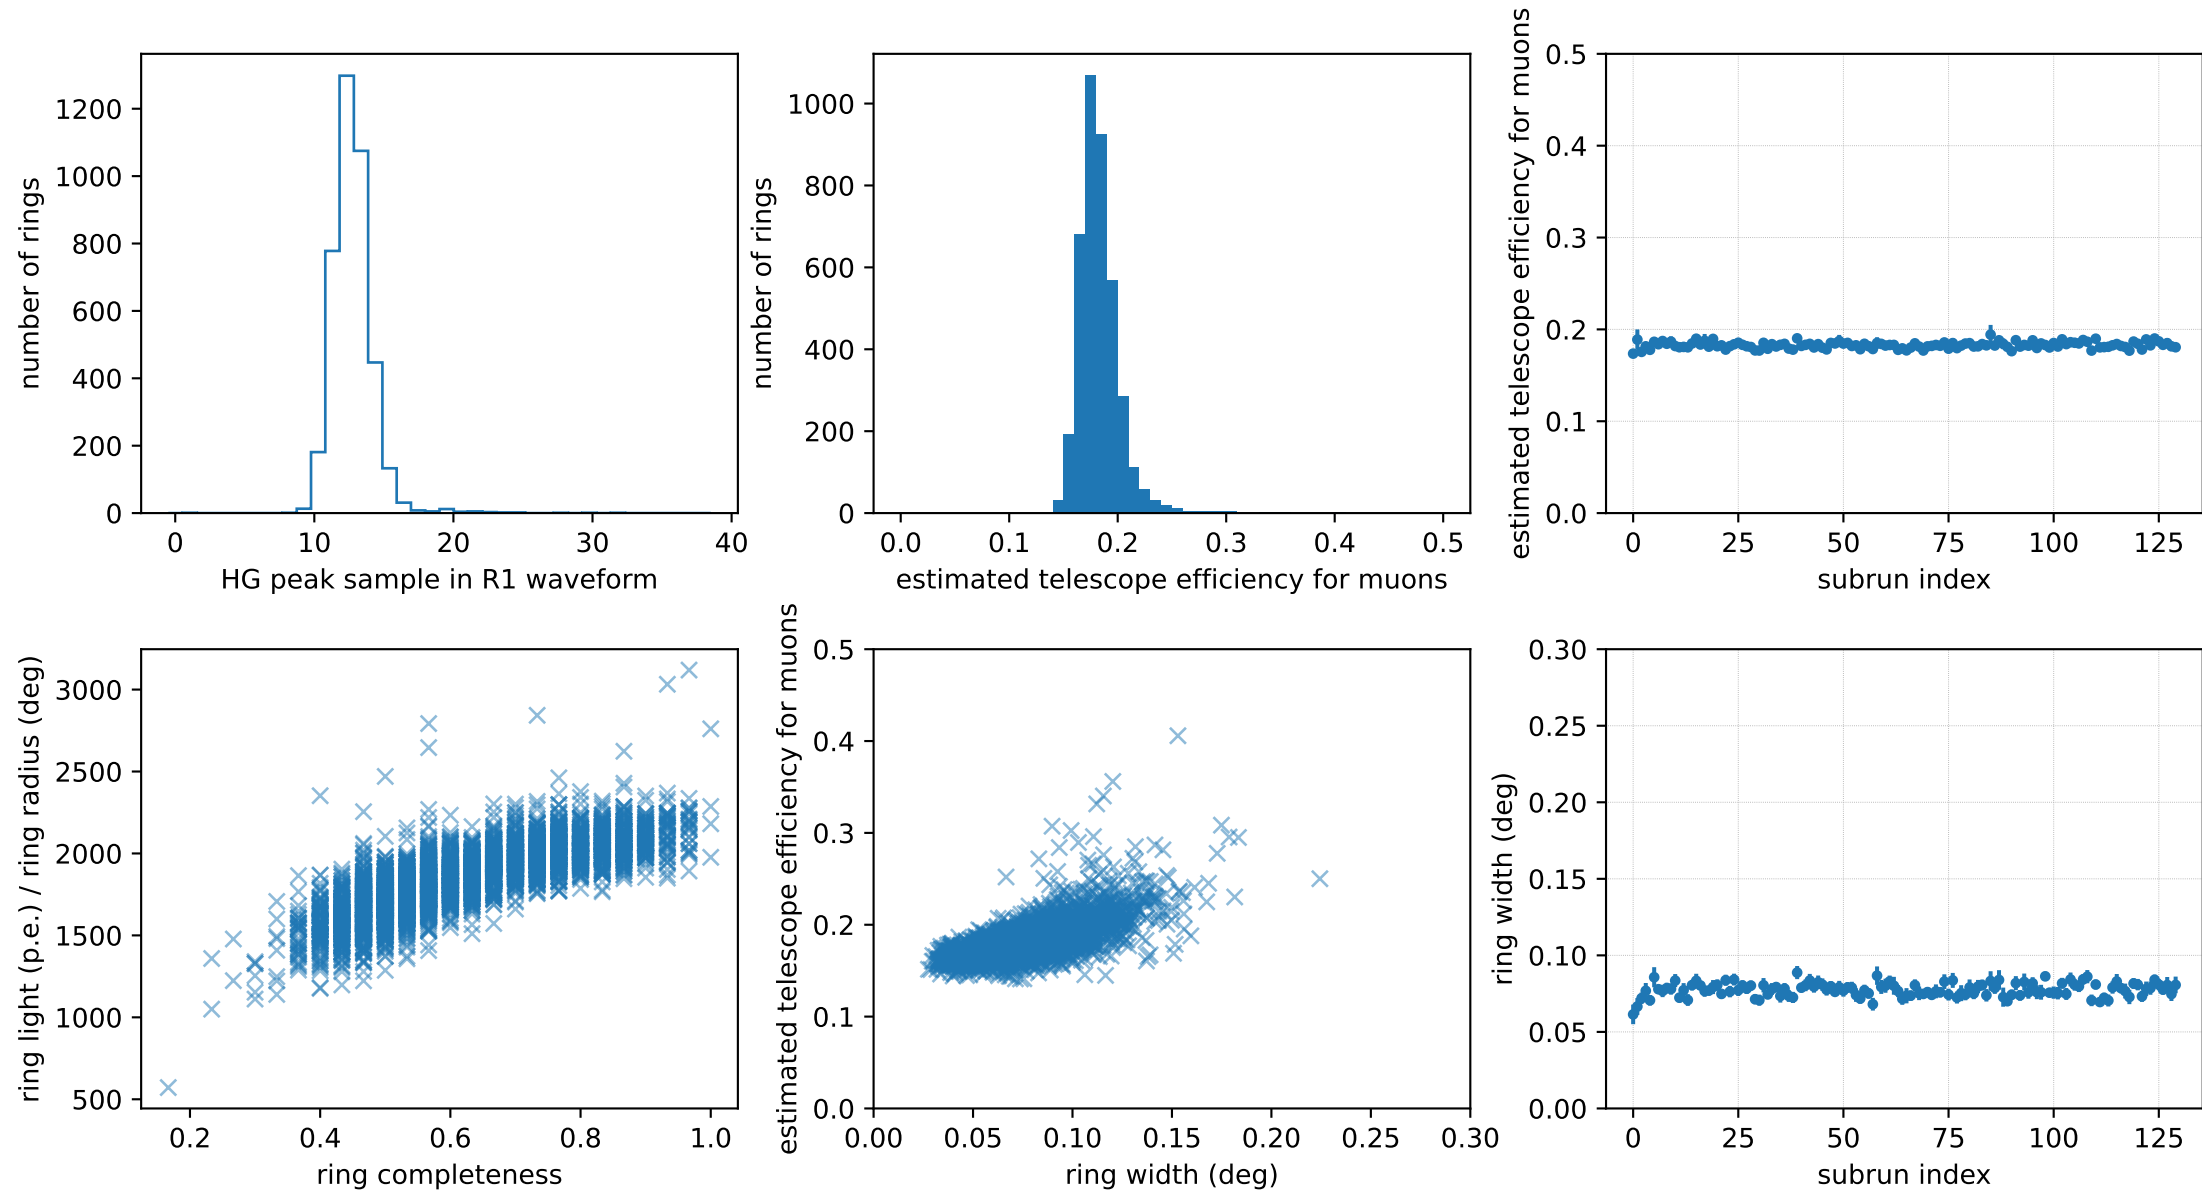 number of rings
1200
1000
800
600
400
200
0
0 10 20 30 40
HG peak sample in R1 waveform
number of rings
1000
800
600
400
200
0
0.0 0.1 0.2 0.3 0.4 0.5
estimated telescope efficiency for muons
estimated telescope efficiency for muons
0.5
0.4
0.3
0.2
0.1
0.0
0 25 50 75 100 125
subrun index
ring light (p.e.) / ring radius (deg)
3000
2500
2000
1500
1000
500
0.2 0.4 0.6 0.8 1.0
ring completeness
estimated telescope efficiency for muons
0.5
0.4
0.3
0.2
0.1
0.0
0.00 0.05 0.10 0.15 0.20 0.25 0.30
ring width (deg)
ring width (deg)
0.30
0.25
0.20
0.15
0.10
0.05
0.00
0 25 50 75 100 125
subrun index